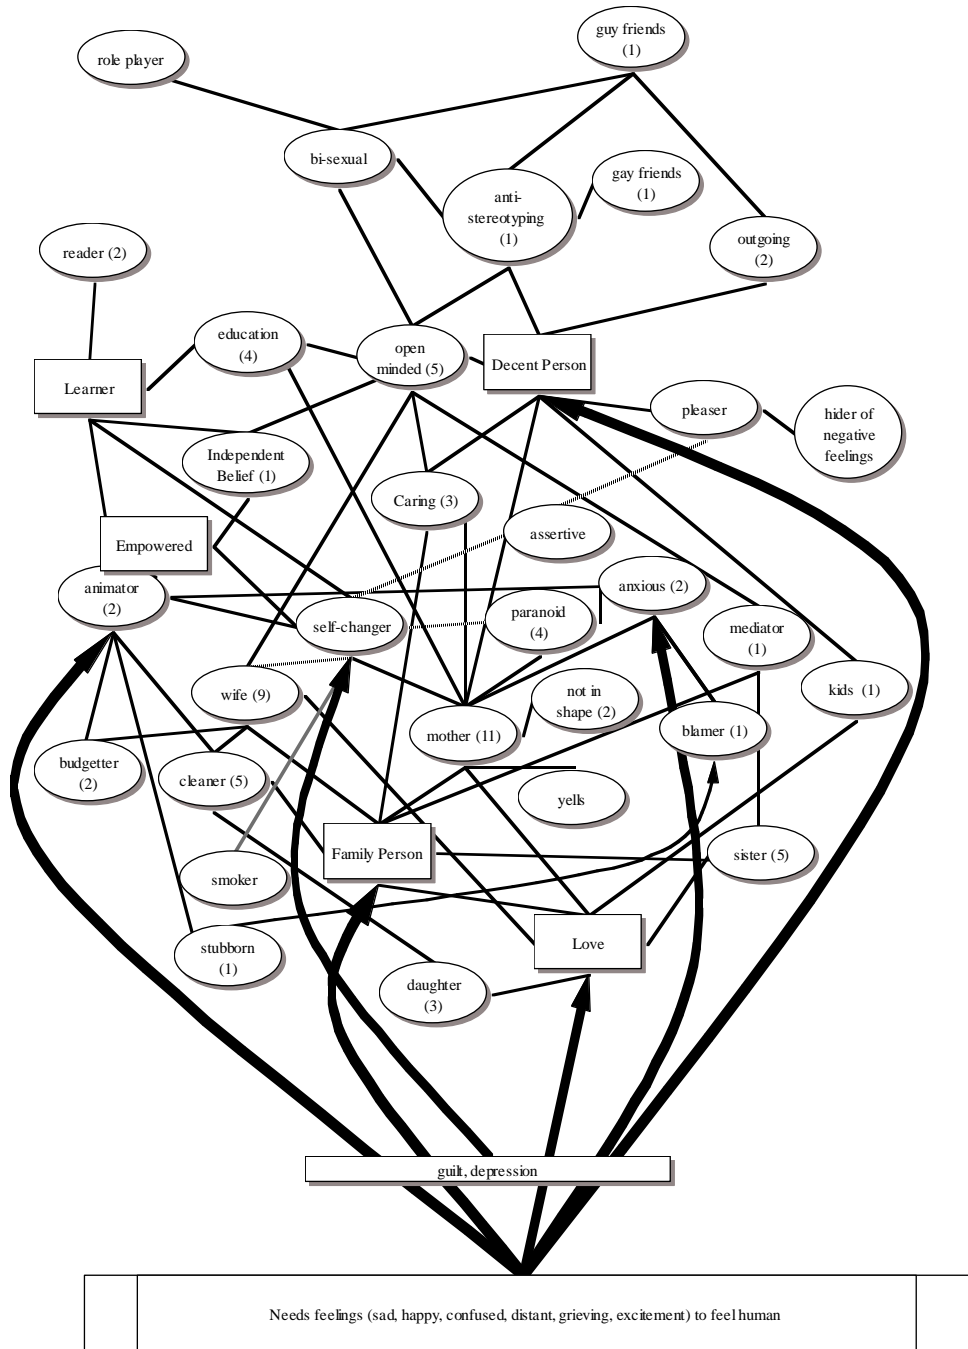 guy friends
(1)
role player
bi-sexual
gay friends
(1)
anti-
stereotyping
(1)
outgoing
(2)
reader (2)
education
(4)
open
minded (5)
Decent Person
Learner
pleaser
hider of
negative
feelings
Independent
Belief (1)
Caring (3)
assertive
Empowered
animator
(2)
anxious (2)
self-changer
paranoid
(4)
mediator
(1)
wife (9)
not in
shape (2)
kids (1)
mother (11)
blamer (1)
budgetter
(2)
cleaner (5)
yells
Family Person
sister (5)
smoker
Love
stubborn
(1)
daughter
(3)
guilt, depression
Needs feelings (sad, happy, confused, distant, grieving, excitement) to feel human